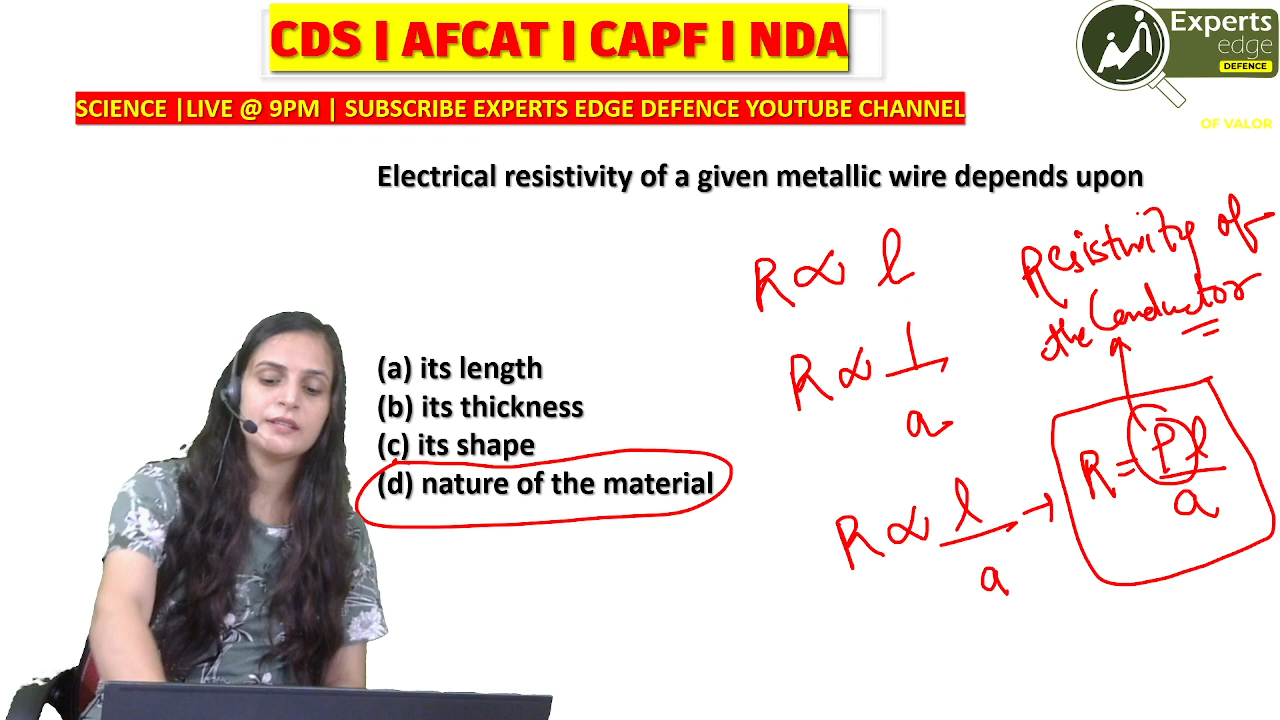 CDS | AFCAT | CAPF | NDA
Experts
edge
DEFENCE
SCIENCE |LIVE @ 9PM | SUBSCRIBE EXPERTS EDGE DEFENCE YOUTUBE CHANNEL
OF VALOR
Electrical resistivity of a given metallic wire depends upon
(a) its length
(b) its thickness
(c) its shape
(d) nature of the material
R ∝ l
R ∝ 1/a
R ∝ l/a → R = ρl/a
Resistivity of
the Conductor